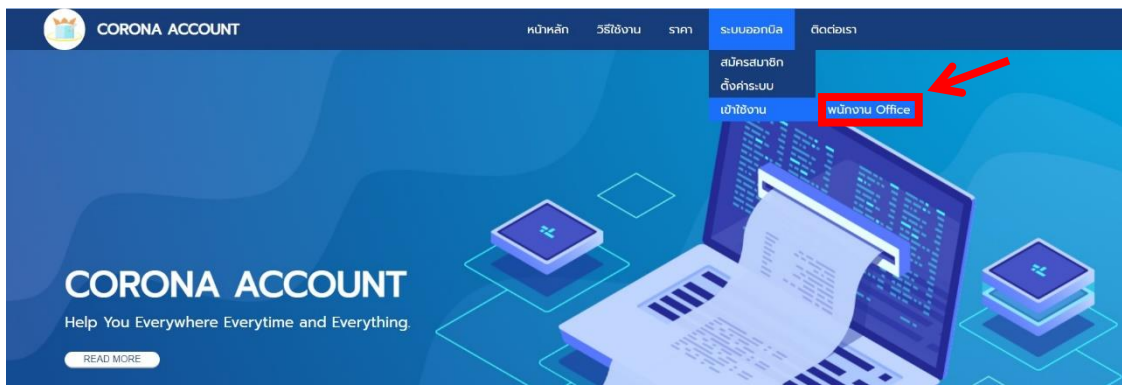 CORONA ACCOUNT
หน้าหลัก วิธีใช้งาน ราคา ระบบออกบิล ติดต่อเรา
สมัครสมาชิก
ตั้งค่าระบบ
เข้าใช้งาน พนักงาน Office
CORONA ACCOUNT
Help You Everywhere Everytime and Everything.
READ MORE